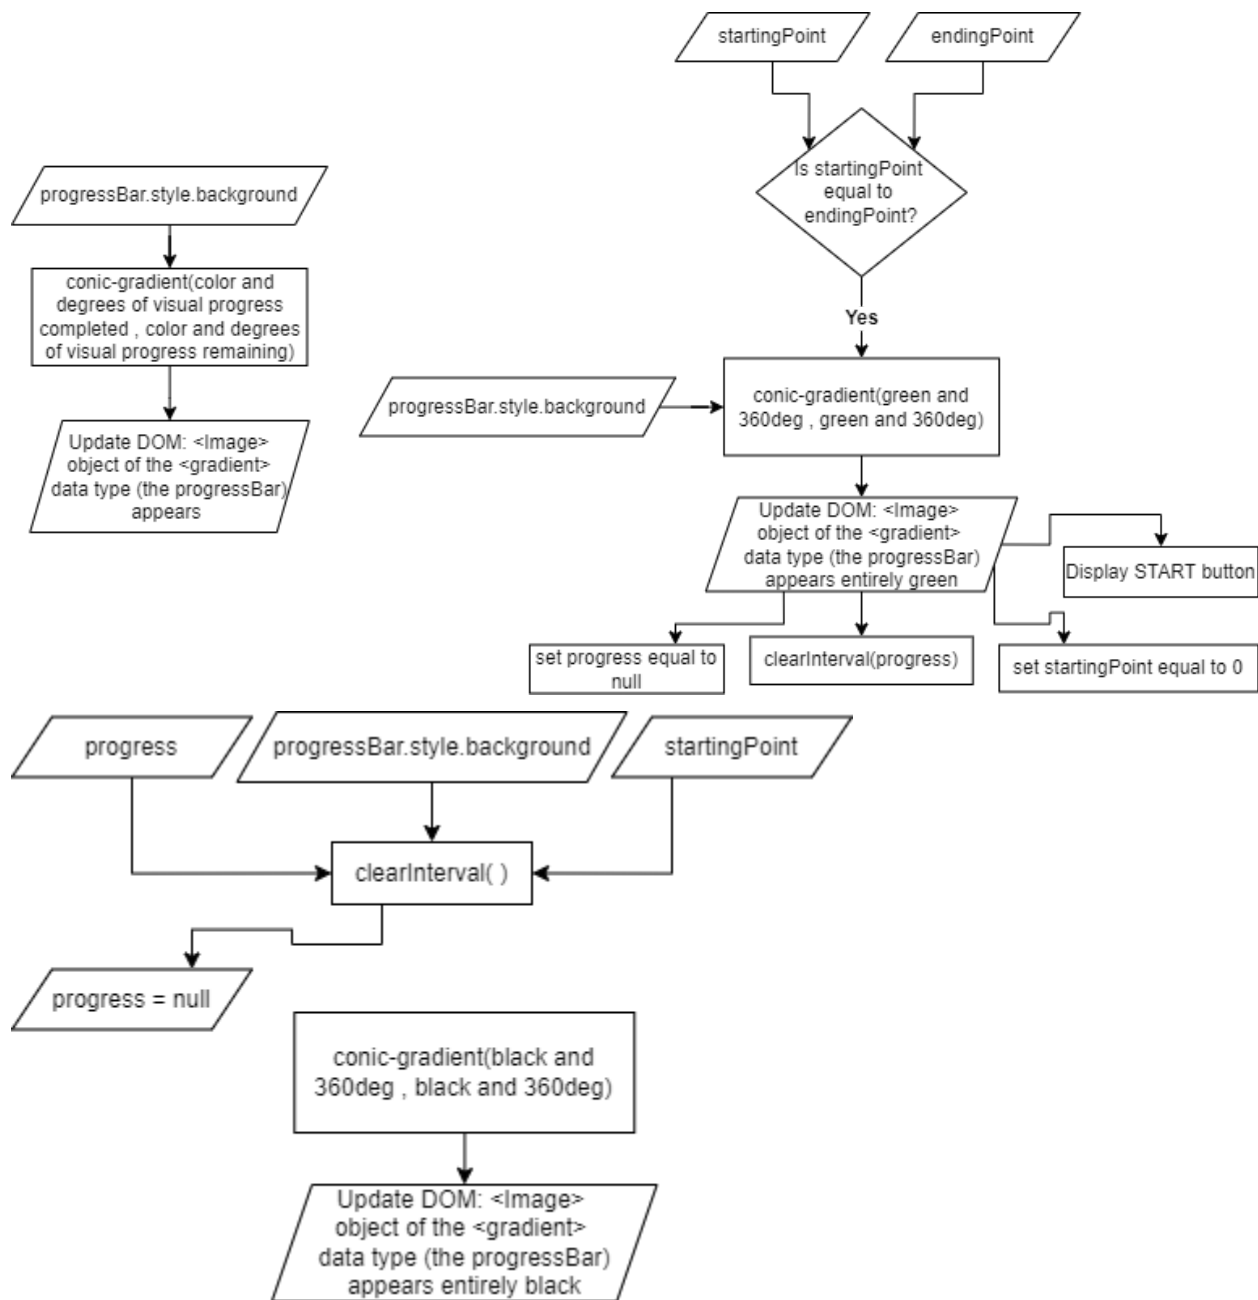 startingPoint
endingPoint
Is startingPoint
equal to
endingPoint?
Yes
progressBar.style.background
conic-gradient(color and
degrees of visual progress
completed , color and degrees
of visual progress remaining)
Update DOM: <Image>
object of the <gradient>
data type (the progressBar)
appears
progressBar.style.background
conic-gradient(green and
360deg , green and 360deg)
Update DOM: <Image>
object of the <gradient>
data type (the progressBar)
appears entirely green
Display START button
set progress equal to
null
clearInterval(progress)
set startingPoint equal to 0
progress
progressBar.style.background
startingPoint
clearInterval( )
progress = null
conic-gradient(black and
360deg , black and 360deg)
Update DOM: <Image>
object of the <gradient>
data type (the progressBar)
appears entirely black